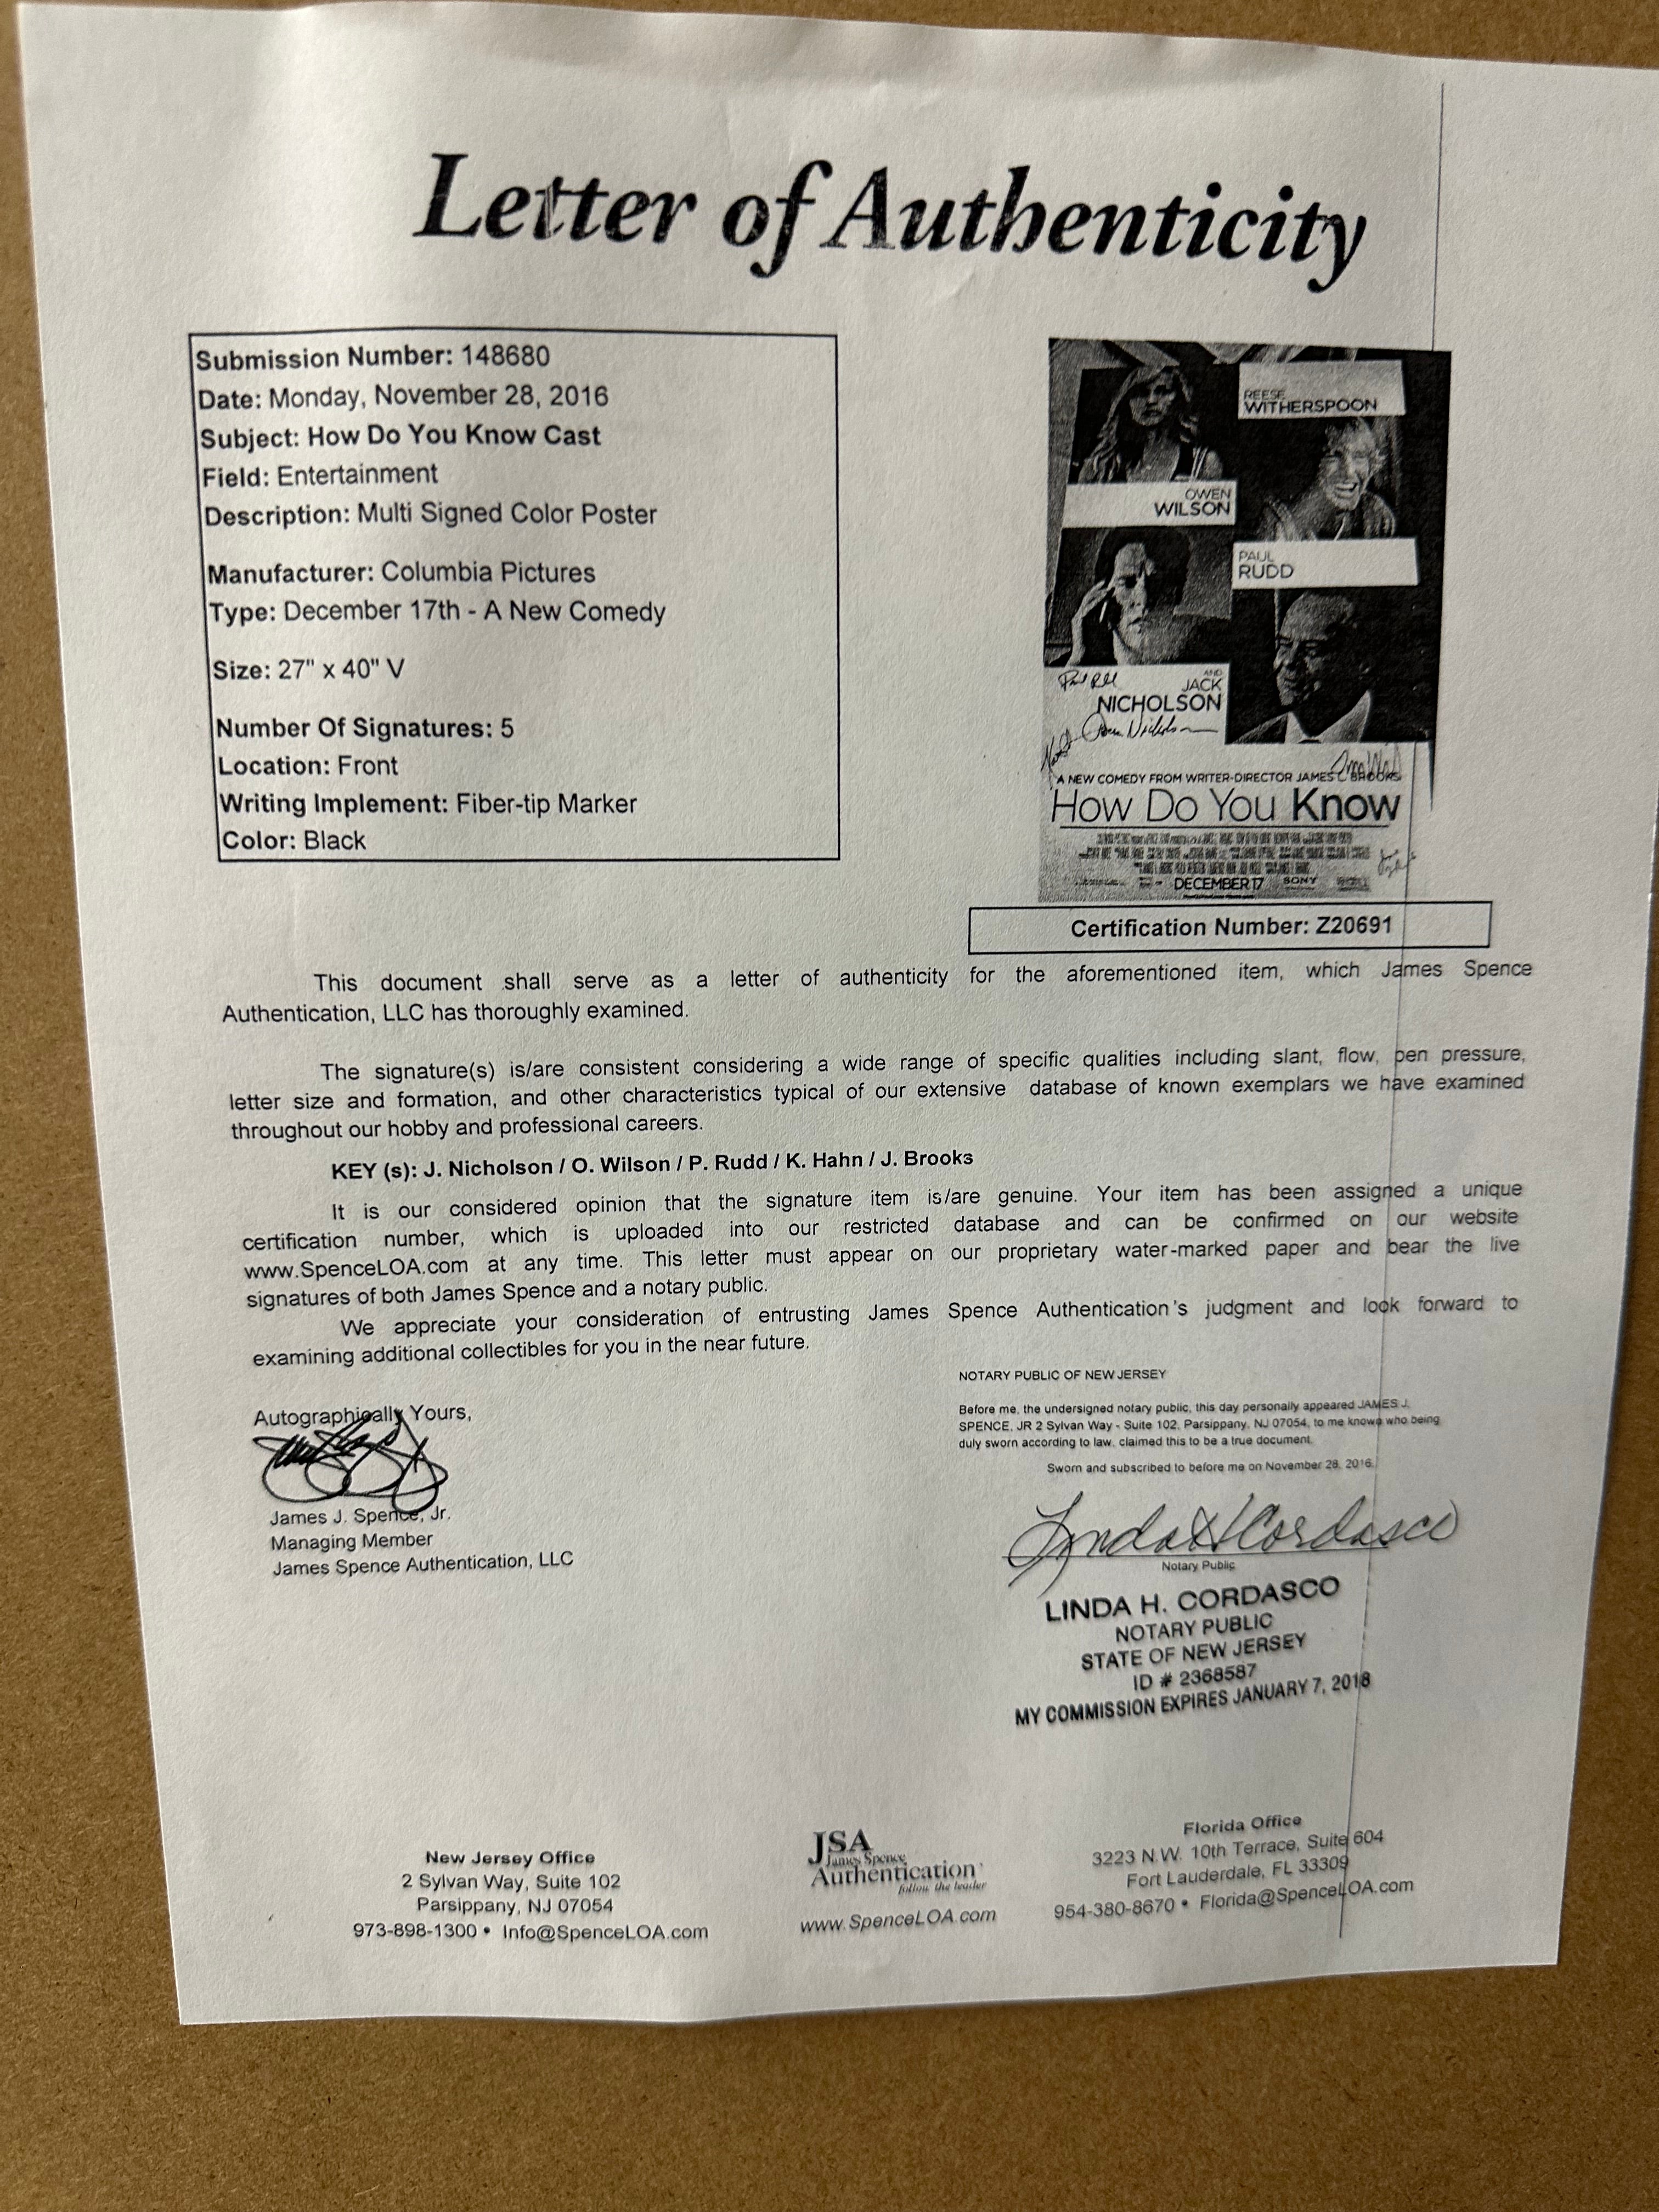 Letter of Authenticity
Submission Number: 148680
Date: Monday, November 28, 2016
Subject: How Do You Know Cast
Field: Entertainment
Description: Multi Signed Color Poster
Manufacturer: Columbia Pictures
Type: December 17th - A New Comedy
Size: 27" x 40" V
Number Of Signatures: 5
Location: Front
Writing Implement: Fiber-tip Marker
Color: Black
REESE
WITHERSPOON
OWEN
WILSON
PAUL
RUDD
AND
JACK
NICHOLSON
A NEW COMEDY FROM WRITER-DIRECTOR JAMES L. BROOKS
How Do You Know
DECEMBER 17
SONY
Certification Number: Z20691
This document shall serve as a letter of authenticity for the aforementioned item, which James Spence
Authentication, LLC has thoroughly examined.
The signature(s) is/are consistent considering a wide range of specific qualities including slant, flow, pen pressure,
letter size and formation, and other characteristics typical of our extensive database of known exemplars we have examined
throughout our hobby and professional careers.
KEY (s): J. Nicholson / O. Wilson / P. Rudd / K. Hahn / J. Brooks
It is our considered opinion that the signature item is/are genuine. Your item has been assigned a unique
certification number, which is uploaded into our restricted database and can be confirmed on our website
www.SpenceLOA.com at any time. This letter must appear on our proprietary water-marked paper and bear the live
signatures of both James Spence and a notary public.
We appreciate your consideration of entrusting James Spence Authentication's judgment and look forward to
examining additional collectibles for you in the near future.
NOTARY PUBLIC OF NEW JERSEY
Before me, the undersigned notary public, this day personally appeared JAMES J.
SPENCE, JR 2 Sylvan Way - Suite 102, Parsippany, NJ 07054, to me known who being
duly sworn according to law, claimed this to be a true document.
Sworn and subscribed to before me on November 28, 2016.
Autographically Yours,
James J. Spence, Jr.
Managing Member
James Spence Authentication, LLC
Linda H Cordasco
Notary Public
LINDA H. CORDASCO
NOTARY PUBLIC
STATE OF NEW JERSEY
ID # 2368587
MY COMMISSION EXPIRES JANUARY 7, 2018
New Jersey Office
2 Sylvan Way, Suite 102
Parsippany, NJ 07054
973-898-1300 • Info@SpenceLOA.com
JSA
James Spence
Authentication
follow the leader
www.SpenceLOA.com
Florida Office
3223 N.W. 10th Terrace, Suite 604
Fort Lauderdale, FL 33309
954-380-8670 • Florida@SpenceLOA.com